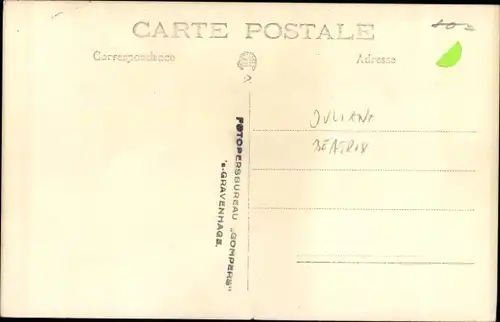 CARTE POSTALE
Correspondance
Adresse
JULIANA
BEATRIX
FOTOPERSBUREAU „GOMPERS"
's-GRAVENHAGE.